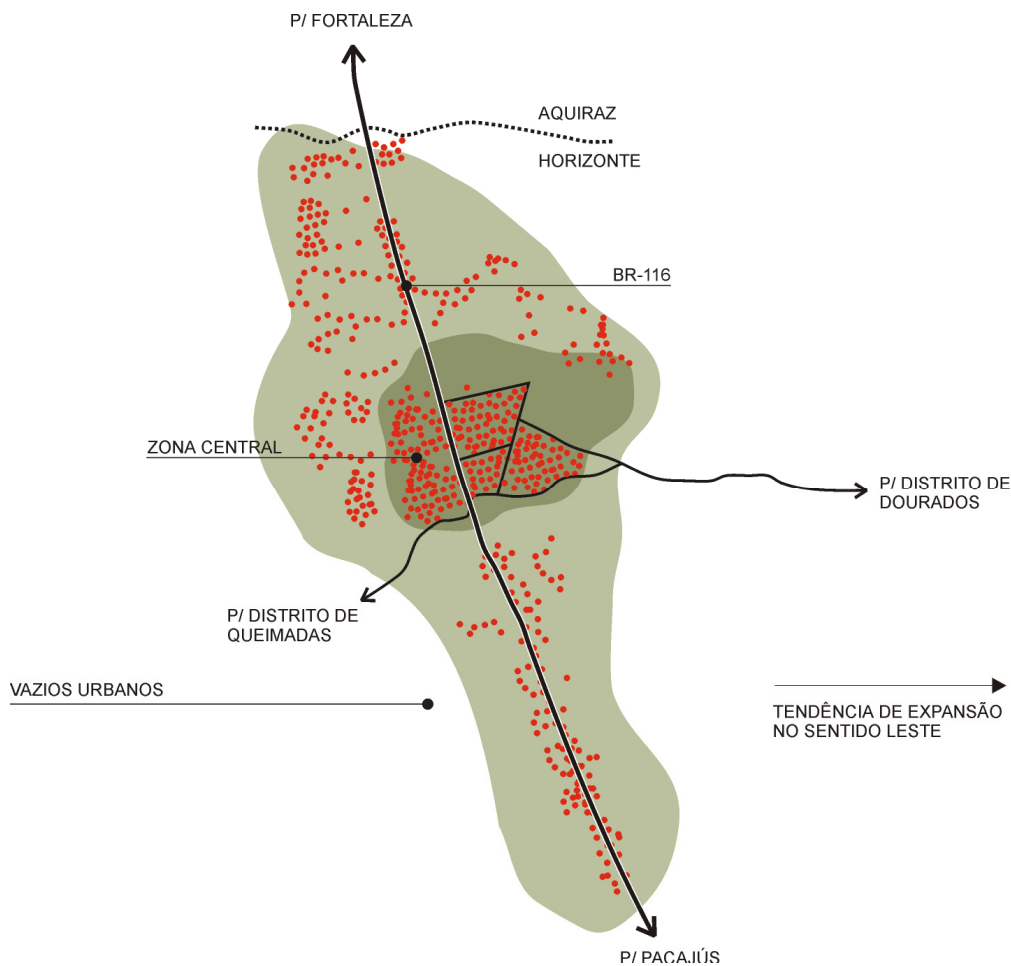 P/ FORTALEZA
AQUIRAZ
HORIZONTE
BR-116
ZONA CENTRAL
P/ DISTRITO DE
DOURADOS
P/ DISTRITO DE
QUEIMADAS
VAZIOS URBANOS
TENDÊNCIA DE EXPANSÃO
NO SENTIDO LESTE
P/ PACAJÚS